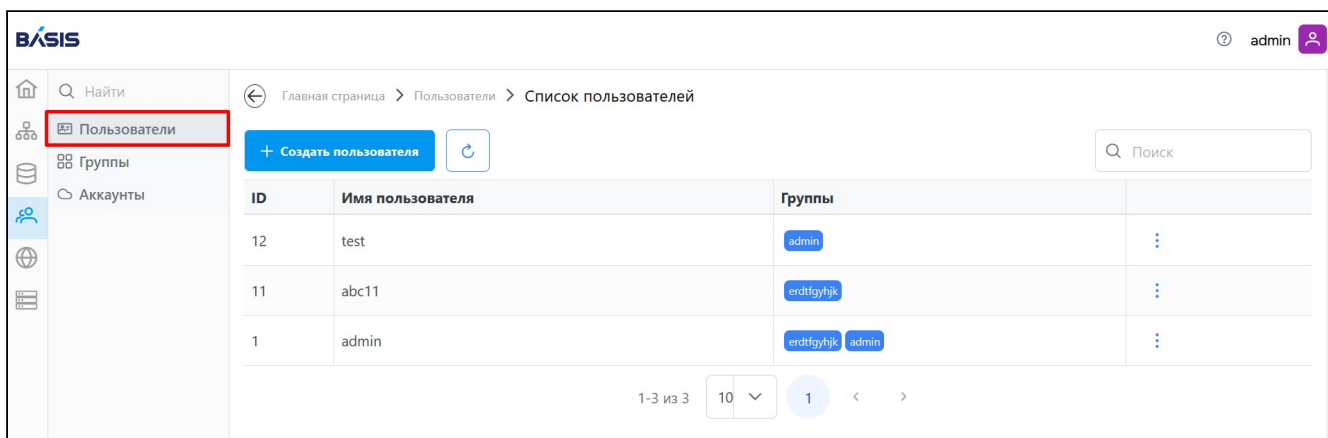 BASIS
admin
Найти
Главная страница > Пользователи > Список пользователей
Пользователи
Группы
Аккаунты
+ Создать пользователя
Поиск
ID Имя пользователя Группы
12 test admin
11 abc11 erdtfgyhjk
1 admin erdtfgyhjk admin
1-3 из 3 10 1 < >